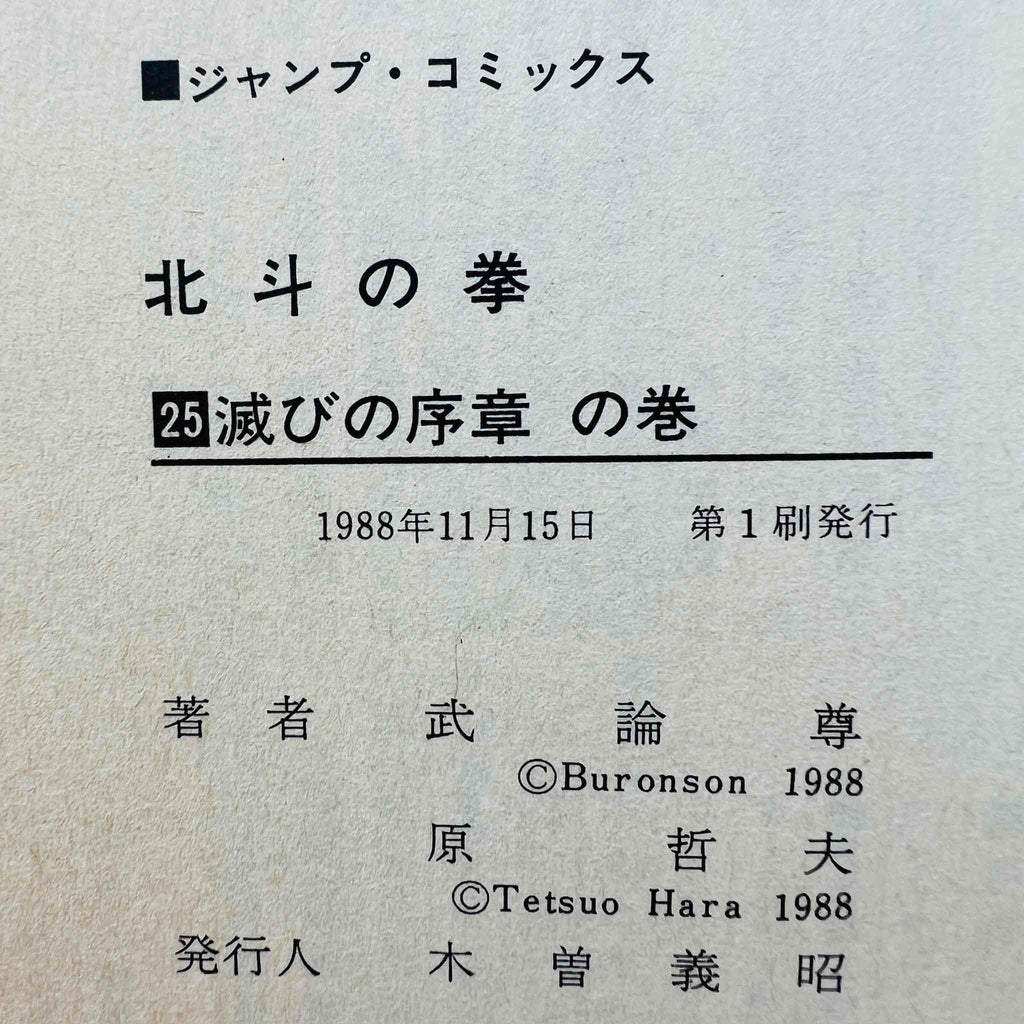 ■ジャンプ・コミックス
北斗の拳
25滅びの序章 の巻
1988年11月15日 第1刷発行
著者 武論尊
©Buronson 1988
原哲夫
©Tetsuo Hara 1988
発行人 木曽義昭